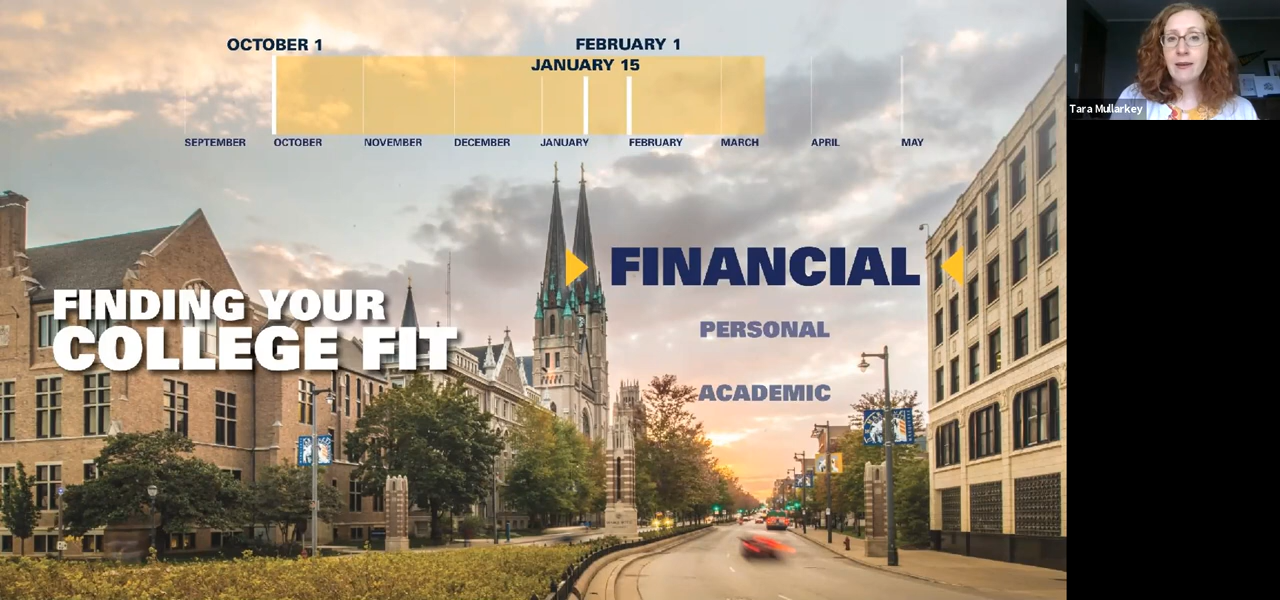 OCTOBER 1
FEBRUARY 1
JANUARY 15
SEPTEMBER
OCTOBER
NOVEMBER
DECEMBER
JANUARY
FEBRUARY
MARCH
APRIL
MAY
FINDING YOUR
COLLEGE FIT
FINANCIAL
PERSONAL
ACADEMIC
Tara Mullarkey